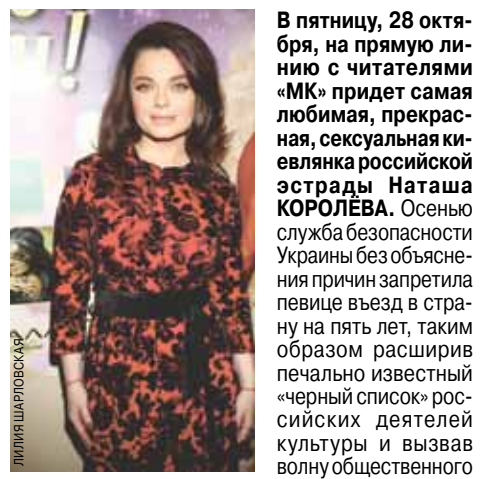 В пятницу, 28 октя-
бря, на прямую ли-
нию с читателями
«МК» придет самая
любимая, прекрас-
ная, сексуальная ки-
евлянка российской
эстрады Наташа
КОРОЛЁВА. Осенью
служба безопасности
Украины без объясне-
ния причин запретила
певице въезд в стра-
ну на пять лет, таким
образом расширив
печально известный
«черный список» рос-
сийских деятелей
культуры и вызвав
волну общественного
ЛИЛИЯ ШАРЛОВСКАЯ